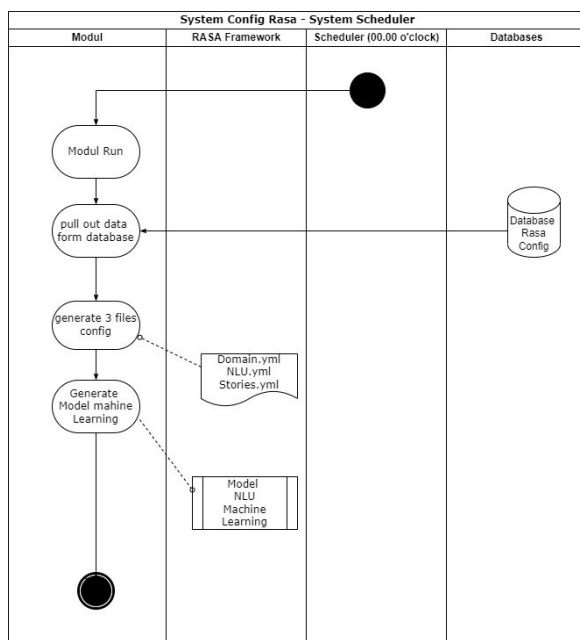 System Config Rasa - System Scheduler
Modul
RASA Framework
Scheduler (00.00 o'clock)
Databases
Modul Run
pull out data
form database
Database
Rasa
Config
generate 3 files
config
Domain.yml
NLU.yml
Stories.yml
Generate
Model mahine
Learning
Model
NLU
Machine
Learning